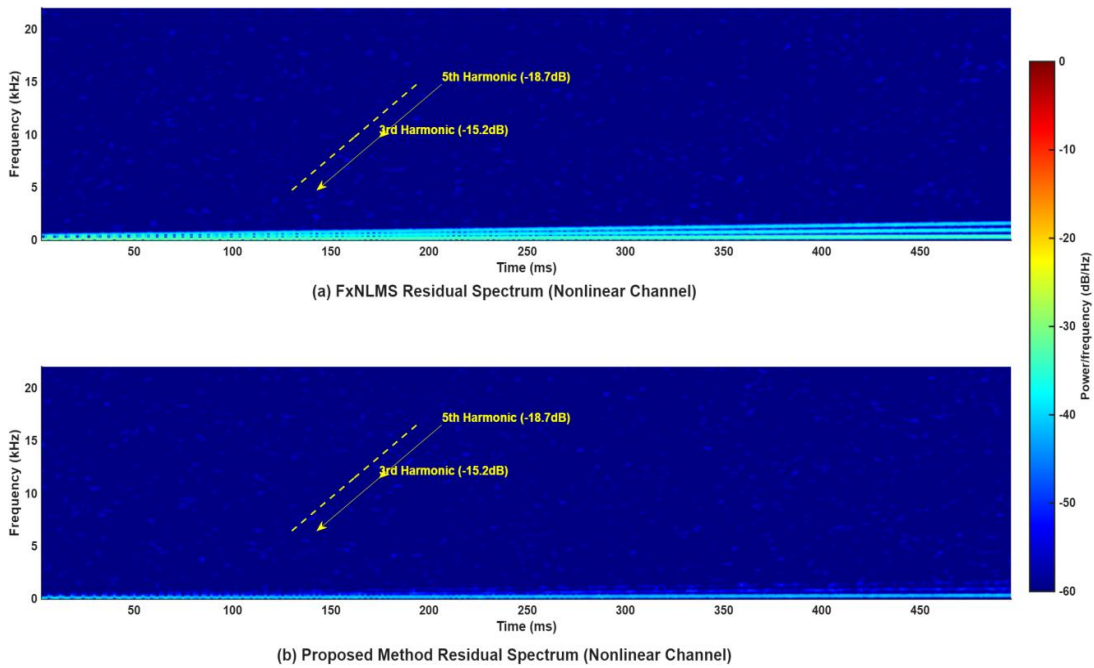 20
15
10
5
0
Frequency (kHz)
5th Harmonic (-18.7dB)
3rd Harmonic (-15.2dB)
50 100 150 200 250 300 350 400 450
Time (ms)
(a) FxNLMS Residual Spectrum (Nonlinear Channel)
20
15
10
5
0
Frequency (kHz)
5th Harmonic (-18.7dB)
3rd Harmonic (-15.2dB)
50 100 150 200 250 300 350 400 450
Time (ms)
(b) Proposed Method Residual Spectrum (Nonlinear Channel)
0
-10
-20
-30
-40
-50
-60
Power/frequency (dB/Hz)